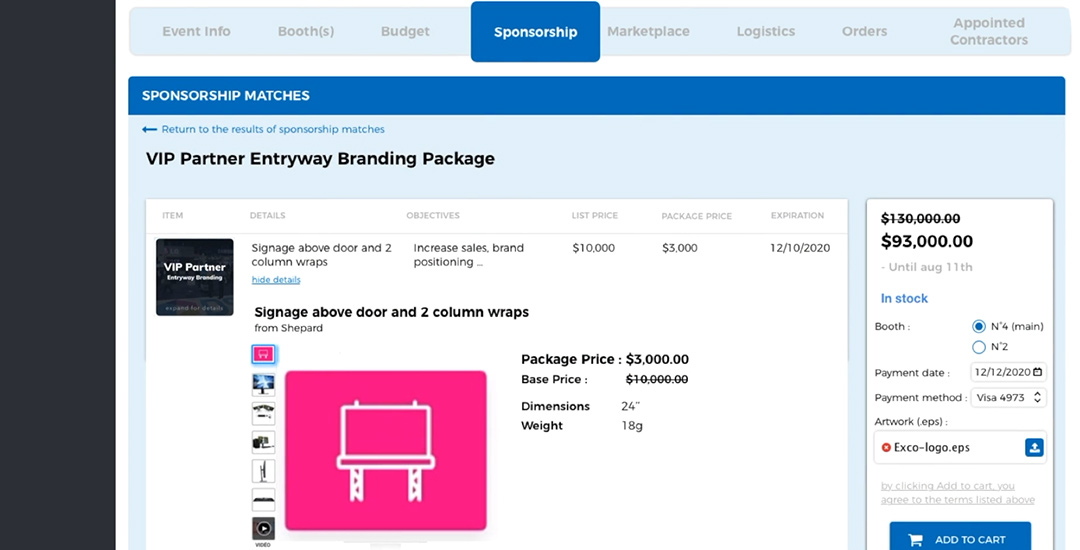 Event Info Booth(s) Budget Sponsorship Marketplace Logistics Orders Appointed Contractors
SPONSORSHIP MATCHES
Return to the results of sponsorship matches
VIP Partner Entryway Branding Package
ITEM DETAILS OBJECTIVES LIST PRICE PACKAGE PRICE EXPIRATION
VIP Partner
Entryway Branding
expand for details
Signage above door and 2
column wraps
hide details
Increase sales, brand
positioning ...
$10,000 $3,000 12/10/2020
Signage above door and 2 column wraps
from Shepard
VIDEO
Package Price : $3,000.00
Base Price : $10,000.00
Dimensions 24”
Weight 18g
$130,000.00
$93,000.00
- Until aug 11th
In stock
Booth : N°4 (main)
N°2
Payment date : 12/12/2020
Payment method : Visa 4973
Artwork (.eps) :
Exco-logo.eps
by clicking Add to cart, you
agree to the terms listed above
ADD TO CART